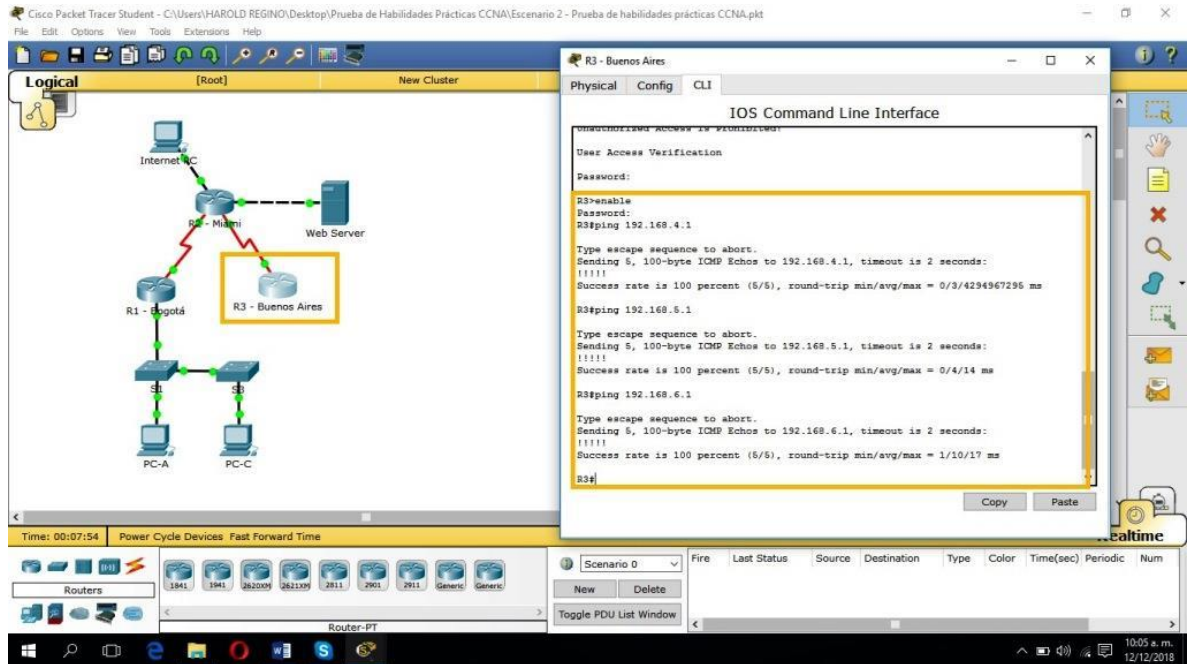 Cisco Packet Tracer Student - C:\Users\HAROLD REGINO\Desktop\Prueba de Habilidades Prácticas CCNA\Escenario 2 - Prueba de habilidades prácticas CCNA.pkt
File Edit Options View Tools Extensions Help
Logical [Root] New Cluster
Internet PC
R2 - Miami
Web Server
R3 - Buenos Aires
R1 - Bogotá
S1
S3
PC-A
PC-C
R3 - Buenos Aires
Physical Config CLI
IOS Command Line Interface
Unauthorized Access is Prohibited!
User Access Verification
Password:
R3>enable
Password:
R3#ping 192.168.4.1
Type escape sequence to abort.
Sending 5, 100-byte ICMP Echos to 192.168.4.1, timeout is 2 seconds:
!!!!!
Success rate is 100 percent (5/5), round-trip min/avg/max = 0/3/4294967295 ms
R3#ping 192.168.5.1
Type escape sequence to abort.
Sending 5, 100-byte ICMP Echos to 192.168.5.1, timeout is 2 seconds:
!!!!!
Success rate is 100 percent (5/5), round-trip min/avg/max = 0/4/14 ms
R3#ping 192.168.6.1
Type escape sequence to abort.
Sending 5, 100-byte ICMP Echos to 192.168.6.1, timeout is 2 seconds:
!!!!!
Success rate is 100 percent (5/5), round-trip min/avg/max = 1/10/17 ms
R3#
Copy Paste
Time: 00:07:54 Power Cycle Devices Fast Forward Time
ealtime
Routers
1841 1941 2620XM 2621XM 2811 2901 2911 Generic Generic
Router-PT
Scenario 0
New Delete
Toggle PDU List Window
Fire Last Status Source Destination Type Color Time(sec) Periodic Num
10:05 a. m.
12/12/2018